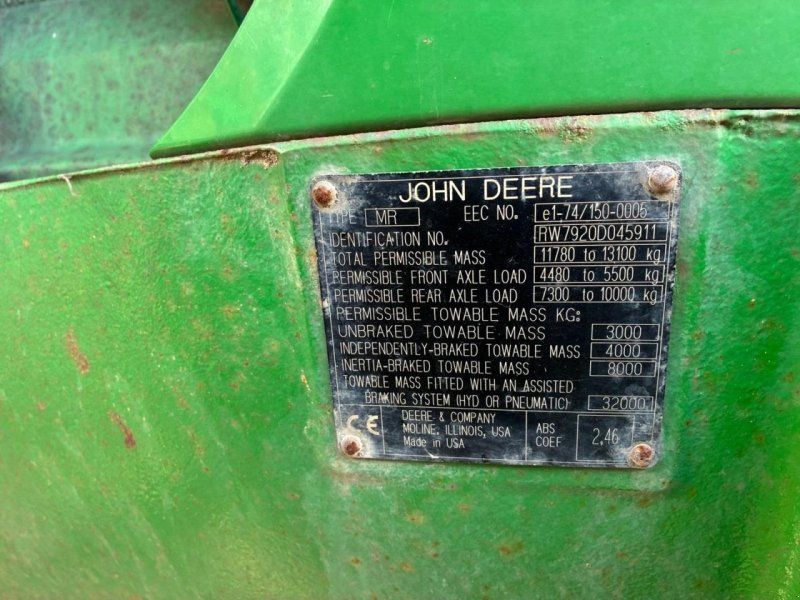 JOHN DEERE
TYPE MR EEC NO. e1-74/150-0005
IDENTIFICATION NO. RW7920D045911
TOTAL PERMISSIBLE MASS 11780 to 13100 kg
PERMISSIBLE FRONT AXLE LOAD 4480 to 5500 kg
PERMISSIBLE REAR AXLE LOAD 7300 to 10000 kg
PERMISSIBLE TOWABLE MASS KG:
UNBRAKED TOWABLE MASS 3000
INDEPENDENTLY-BRAKED TOWABLE MASS 4000
INERTIA-BRAKED TOWABLE MASS 8000
TOWABLE MASS FITTED WITH AN ASSISTED
BRAKING SYSTEM (HYD OR PNEUMATIC) 32000
CE
DEERE & COMPANY
MOLINE, ILLINOIS, USA
Made in USA
ABS
COEF
2,46